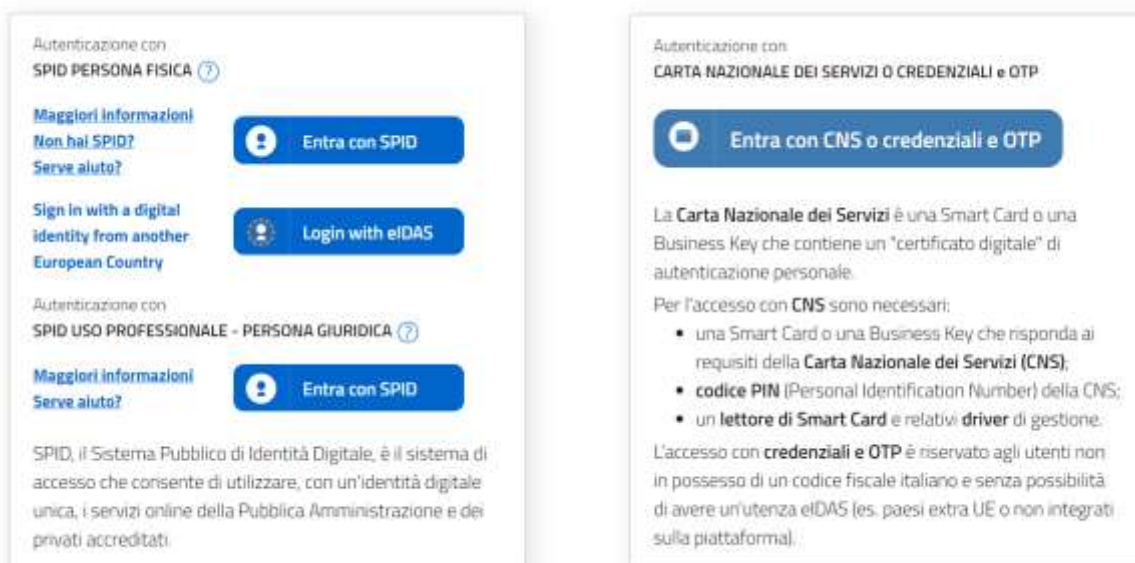 Autenticazione con
SPID PERSONA FISICA ?
Maggiori informazioni
Non hai SPID?
Serve aiuto?
Entra con SPID
Sign in with a digital
identity from another
European Country
Login with eIDAS
Autenticazione con
SPID USO PROFESSIONALE - PERSONA GIURIDICA ?
Maggiori informazioni
Serve aiuto?
Entra con SPID
SPID, il Sistema Pubblico di Identità Digitale, è il sistema di
accesso che consente di utilizzare, con un'identità digitale
unica, i servizi online della Pubblica Amministrazione e dei
privati accreditati.
Autenticazione con
CARTA NAZIONALE DEI SERVIZI O CREDENZIALI e OTP
Entra con CNS o credenziali e OTP
La Carta Nazionale dei Servizi è una Smart Card o una
Business Key che contiene un "certificato digitale" di
autenticazione personale.
Per l'accesso con CNS sono necessari:
• una Smart Card o una Business Key che risponda ai
requisiti della Carta Nazionale dei Servizi (CNS);
• codice PIN (Personal Identification Number) della CNS;
• un lettore di Smart Card e relativi driver di gestione.
L'accesso con credenziali e OTP è riservato agli utenti non
in possesso di un codice fiscale italiano e senza possibilità
di avere un'utenza eIDAS (es. paesi extra UE o non integrati
sulla piattaforma).